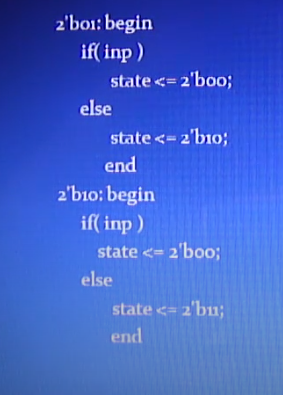 2'b01: begin
if( inp )
state <= 2'b00;
else
state <= 2'b10;
end
2'b10: begin
if( inp )
state <= 2'b00;
else
state <= 2'b11;
end